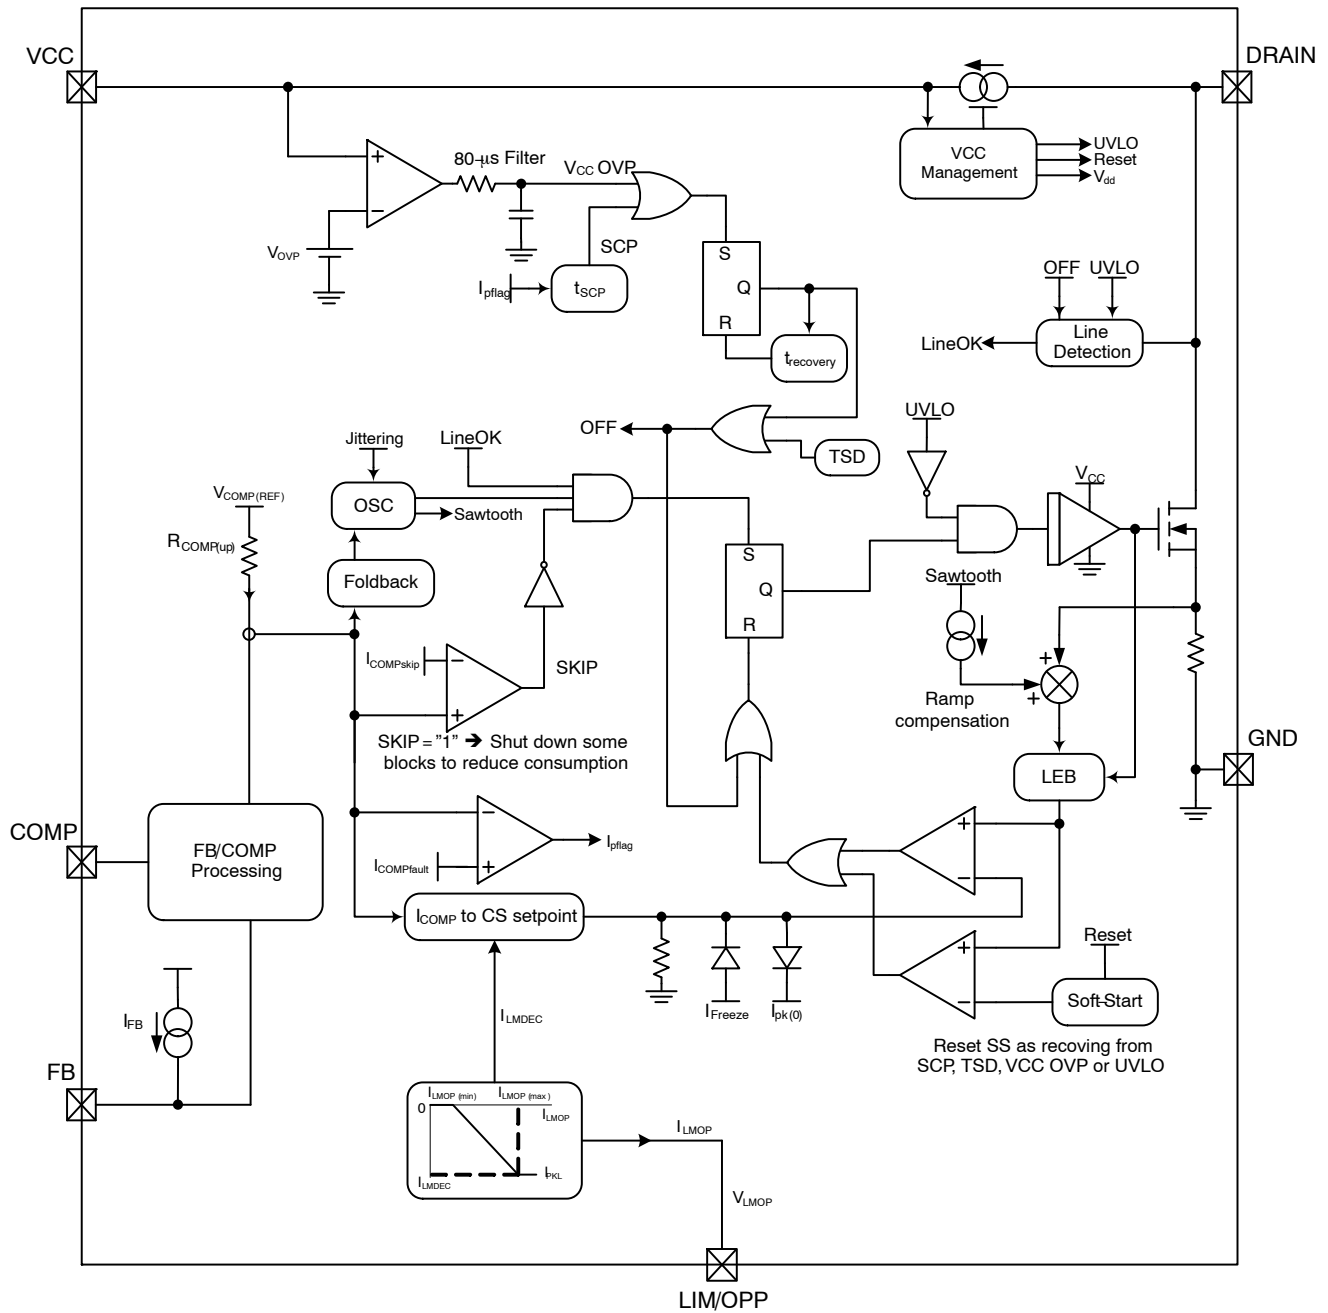 VCC
DRAIN
VCC
Management
UVLO
Reset
Vdd
+
−
80−μs Filter
VCC OVP
VOVP
SCP
Ipflag
tSCP
S
Q
R
trecovery
OFF
UVLO
LineOK
Line
Detection
OFF
TSD
UVLO
Jittering
LineOK
VCOMP(REF)
OSC
Sawtooth
RCOMP(up)
Foldback
VCC
S
Q
R
Sawtooth
ICOMPskip
−
+
SKIP
SKIP = ”1” ➔ Shut down some
blocks to reduce consumption
+
+
Ramp
compensation
GND
LEB
COMP
FB/COMP
Processing
−
+
Ipflag
ICOMPfault
+
−
ICOMP to CS setpoint
+
−
Reset
Soft−Start
IFreeze
Ipk(0)
IFB
ILMDEC
Reset SS as recoving from
SCP, TSD, VCC OVP or UVLO
FB
ILMOP(min)
ILMOP(max)
0
ILMOP
ILMDEC
IPKL
ILMOP
VLMOP
LIM/OPP